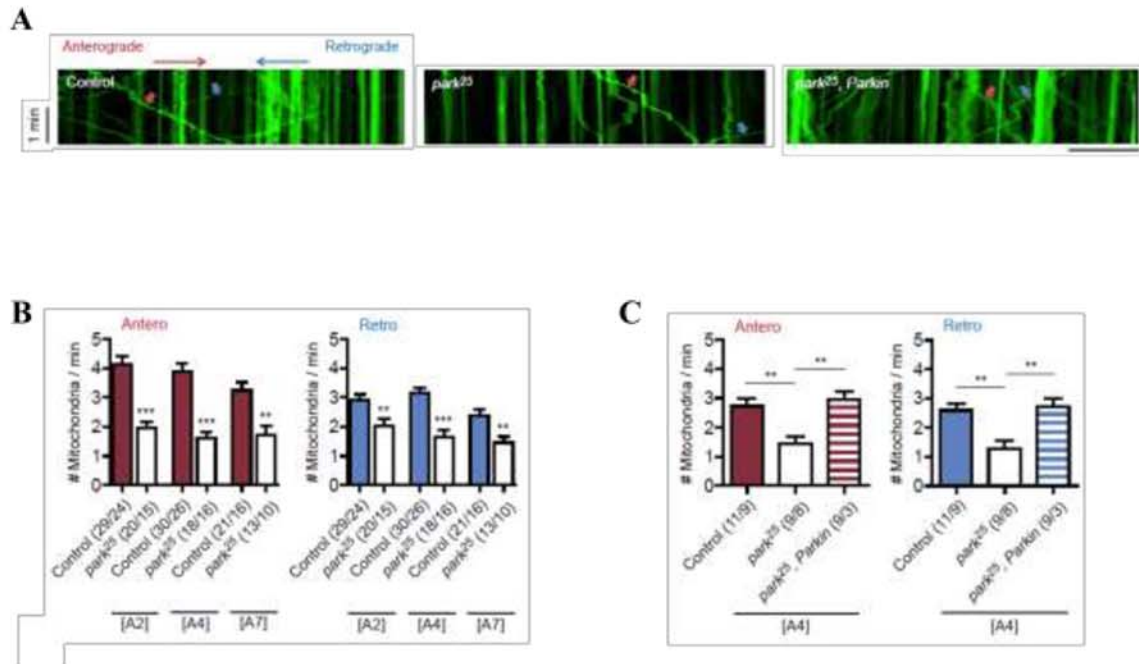 A
Anterograde Retrograde
Control
park25
park25, Parkin
1 min
B
Antero Retro
# Mitochondria / min
5
4
3
2
1
0
*** *** **
Control (29/24)
park25 (20/15)
Control (30/26)
park25 (18/16)
Control (21/16)
park25 (13/10)
[A2] [A4] [A7]
# Mitochondria / min
5
4
3
2
1
0
** *** **
Control (29/24)
park25 (20/15)
Control (30/26)
park25 (18/16)
Control (21/16)
park25 (13/10)
[A2] [A4] [A7]
C
Antero Retro
# Mitochondria / min
5
4
3
2
1
0
** **
Control (11/9)
park25 (9/8)
park25, Parkin (9/3)
[A4]
# Mitochondria / min
5
4
3
2
1
0
** **
Control (11/9)
park25 (9/8)
park25, Parkin (9/3)
[A4]